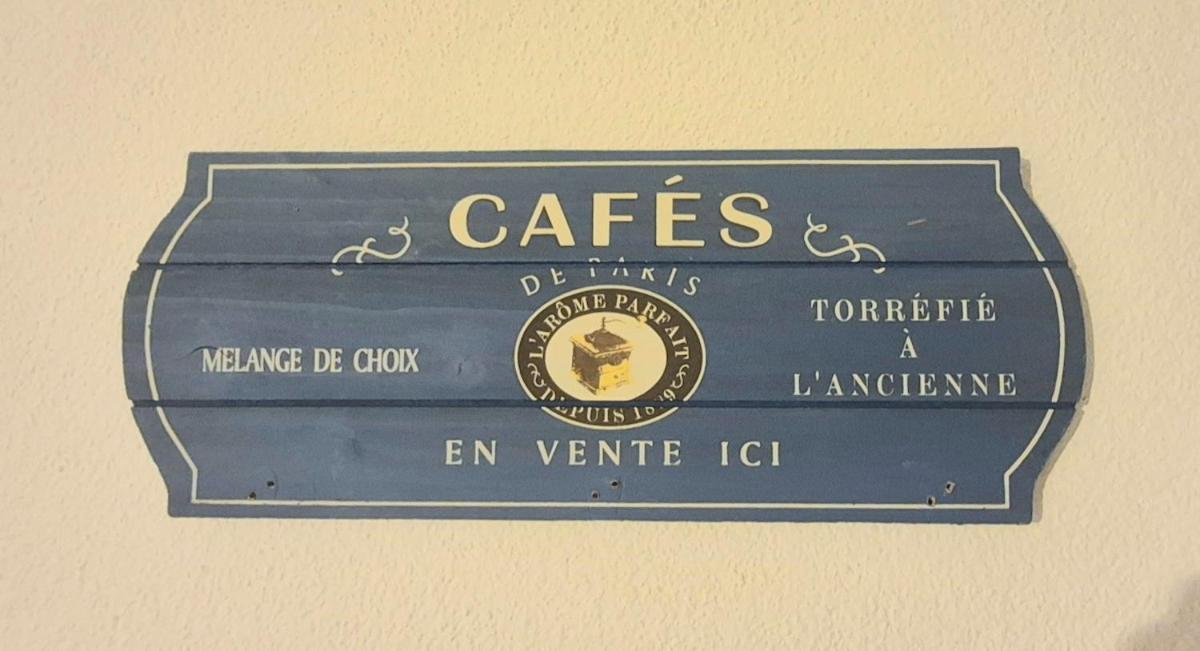 CAFÉS
DE PARIS
L'ARÔME PARFAIT
DEPUIS
MELANGE DE CHOIX
TORRÉFIÉ
À
L'ANCIENNE
EN VENTE ICI